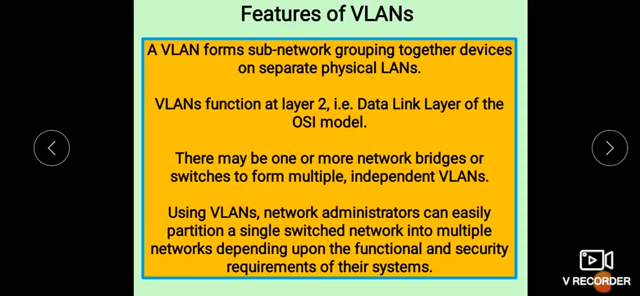 Features of VLANs
A VLAN forms sub-network grouping together devices
on separate physical LANs.
VLANs function at layer 2, i.e. Data Link Layer of the
OSI model.
There may be one or more network bridges or
switches to form multiple, independent VLANs.
Using VLANs, network administrators can easily
partition a single switched network into multiple
networks depending upon the functional and security
requirements of their systems.
V RECORDER